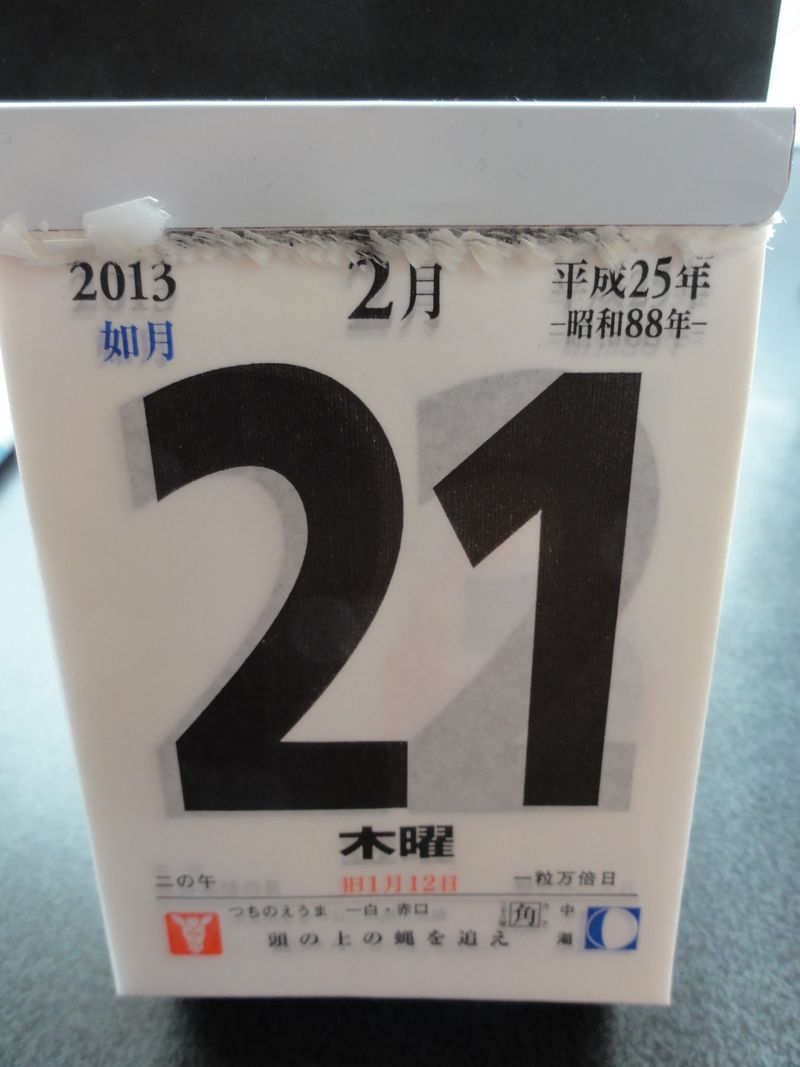 2013 2月 平成25年
如月 -昭和88年-
21
木曜
二の午 旧1月12日 一粒万倍日
つちのえうま 一白・赤口 角 中潮
頭の上の蝿を追え